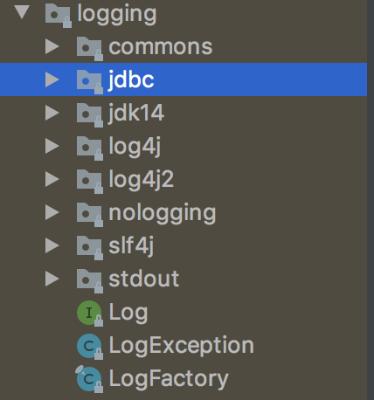 logging
commons
jdbc
jdk14
log4j
log4j2
nologging
slf4j
stdout
I Log
C LogException
C LogFactory